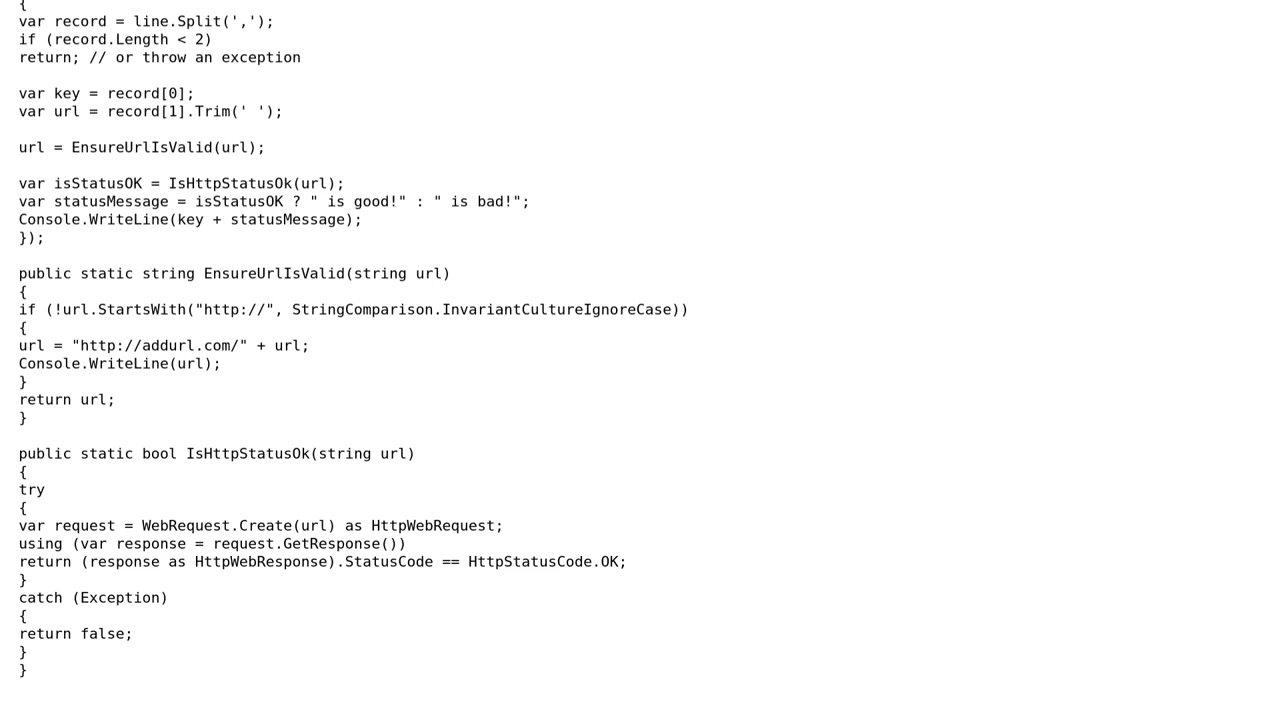 {
var record = line.Split(',');
if (record.Length < 2)
return; // or throw an exception

var key = record[0];
var url = record[1].Trim(' ');

url = EnsureUrlIsValid(url);

var isStatusOK = IsHttpStatusOk(url);
var statusMessage = isStatusOK ? " is good!" : " is bad!";
Console.WriteLine(key + statusMessage);
});

public static string EnsureUrlIsValid(string url)
{
if (!url.StartsWith("http://", StringComparison.InvariantCultureIgnoreCase))
{
url = "http://addurl.com/" + url;
Console.WriteLine(url);
}
return url;
}

public static bool IsHttpStatusOk(string url)
{
try
{
var request = WebRequest.Create(url) as HttpWebRequest;
using (var response = request.GetResponse())
return (response as HttpWebResponse).StatusCode == HttpStatusCode.OK;
}
catch (Exception)
{
return false;
}
}